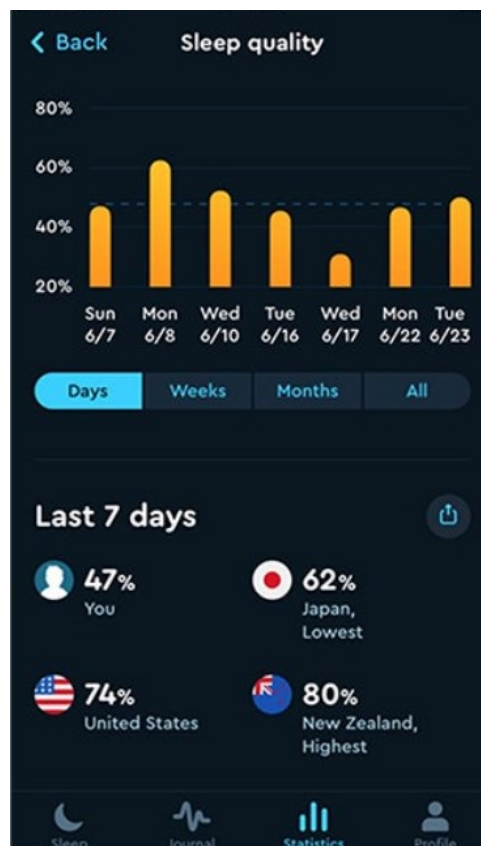 Back
Sleep quality
80%
60%
40%
20%
Sun Mon Wed Tue Wed Mon Tue
6/7 6/8 6/10 6/16 6/17 6/22 6/23
Days Weeks Months All
Last 7 days
47%
You
62%
Japan,
Lowest
74%
United States
80%
New Zealand,
Highest
Sleep Journal Statistics Profile